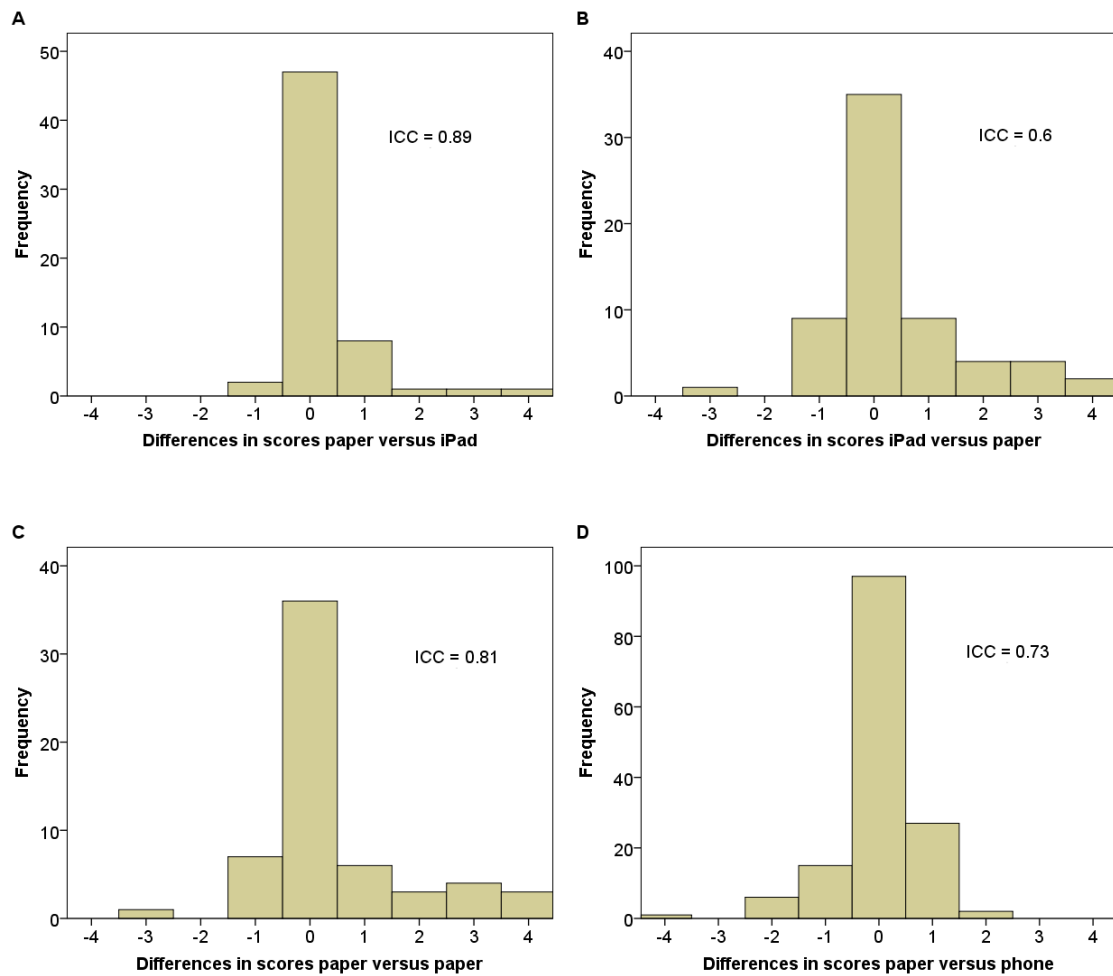 A
50
40
30
20
10
0
Frequency
ICC = 0.89
-4 -3 -2 -1 0 1 2 3 4
Differences in scores paper versus iPad
B
40
30
20
10
0
Frequency
ICC = 0.6
-4 -3 -2 -1 0 1 2 3 4
Differences in scores iPad versus paper
C
40
30
20
10
0
Frequency
ICC = 0.81
-4 -3 -2 -1 0 1 2 3 4
Differences in scores paper versus paper
D
100
80
60
40
20
0
Frequency
ICC = 0.73
-4 -3 -2 -1 0 1 2 3 4
Differences in scores paper versus phone